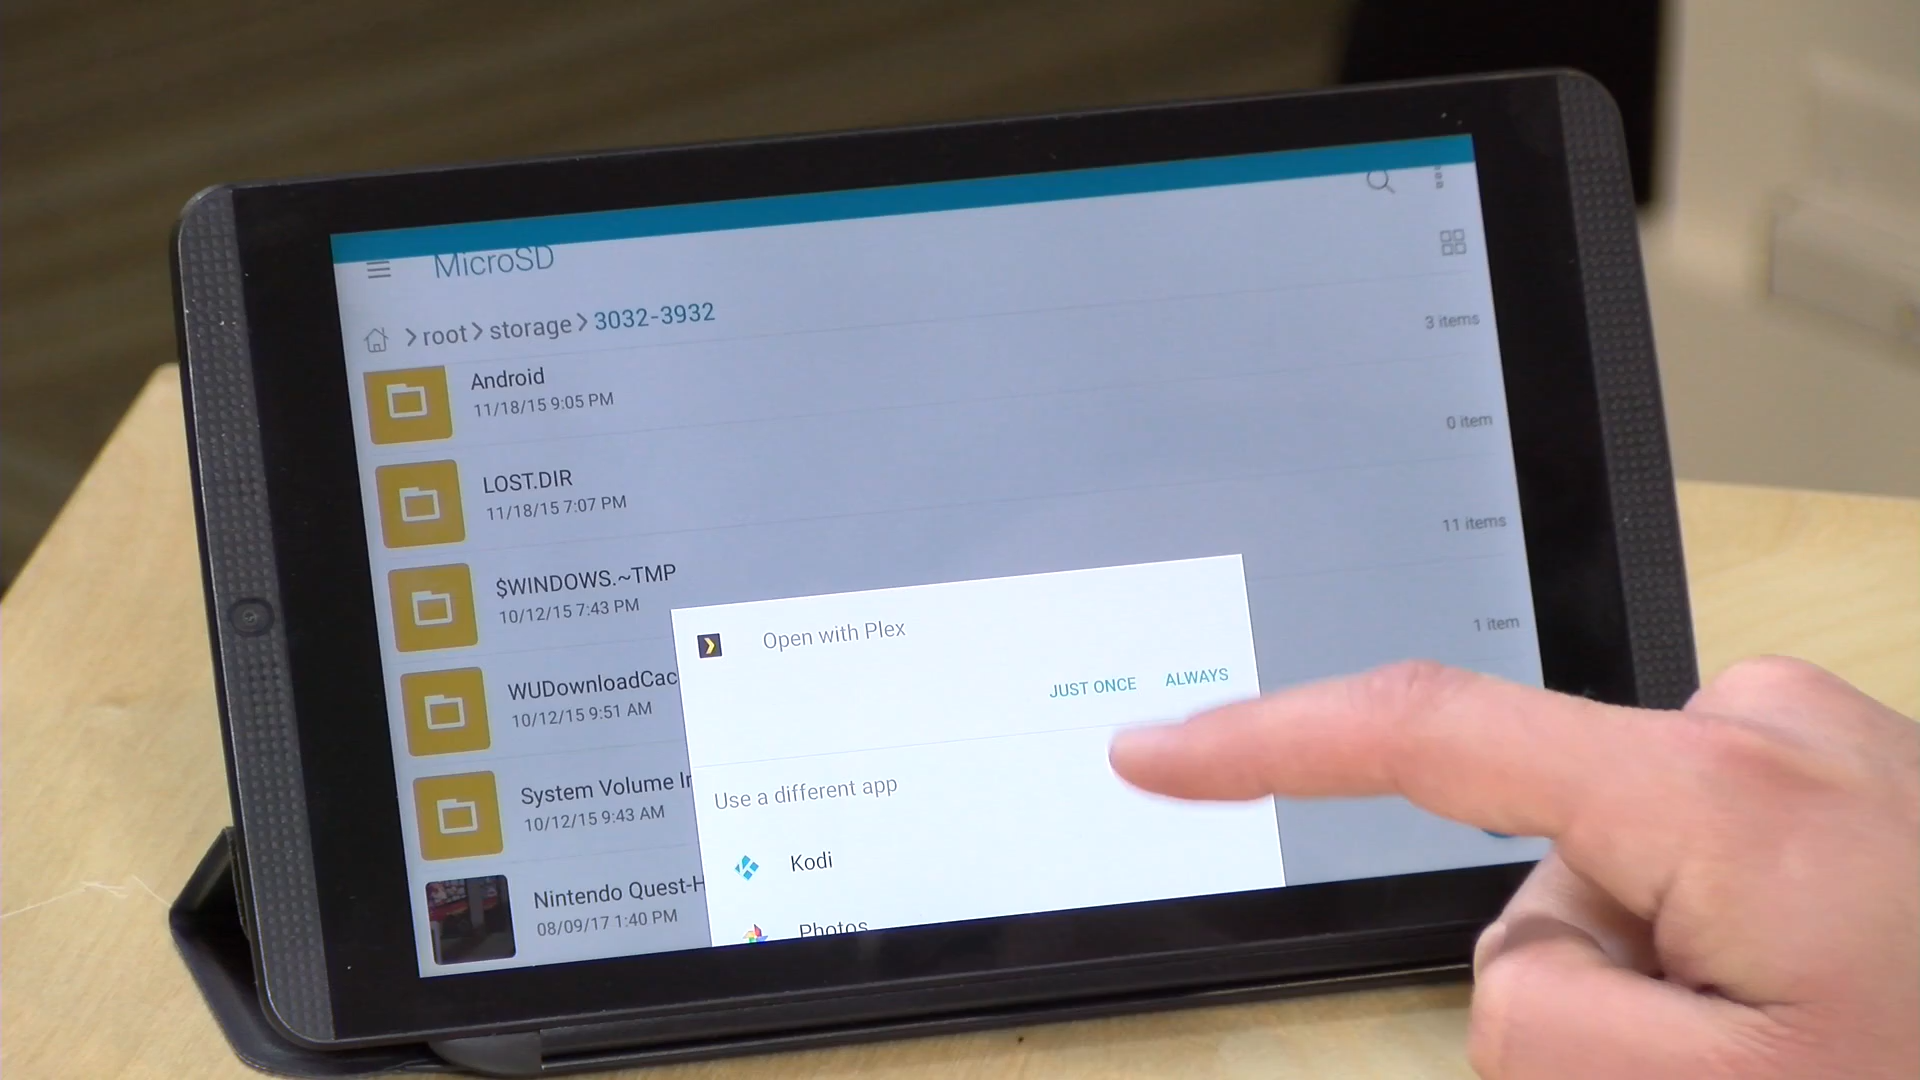 MicroSD
root storage 3032-3932
Android
11/18/15 9:05 PM
3 items
LOST.DIR
11/18/15 7:07 PM
0 item
$WINDOWS.~TMP
10/12/15 7:43 PM
11 items
WUDownloadCac
10/12/15 9:51 AM
1 item
System Volume
10/12/15 9:43 AM
Nintendo Quest-H
08/09/17 1:40 PM
Open with Plex
JUST ONCE ALWAYS
Use a different app
Kodi
Photos